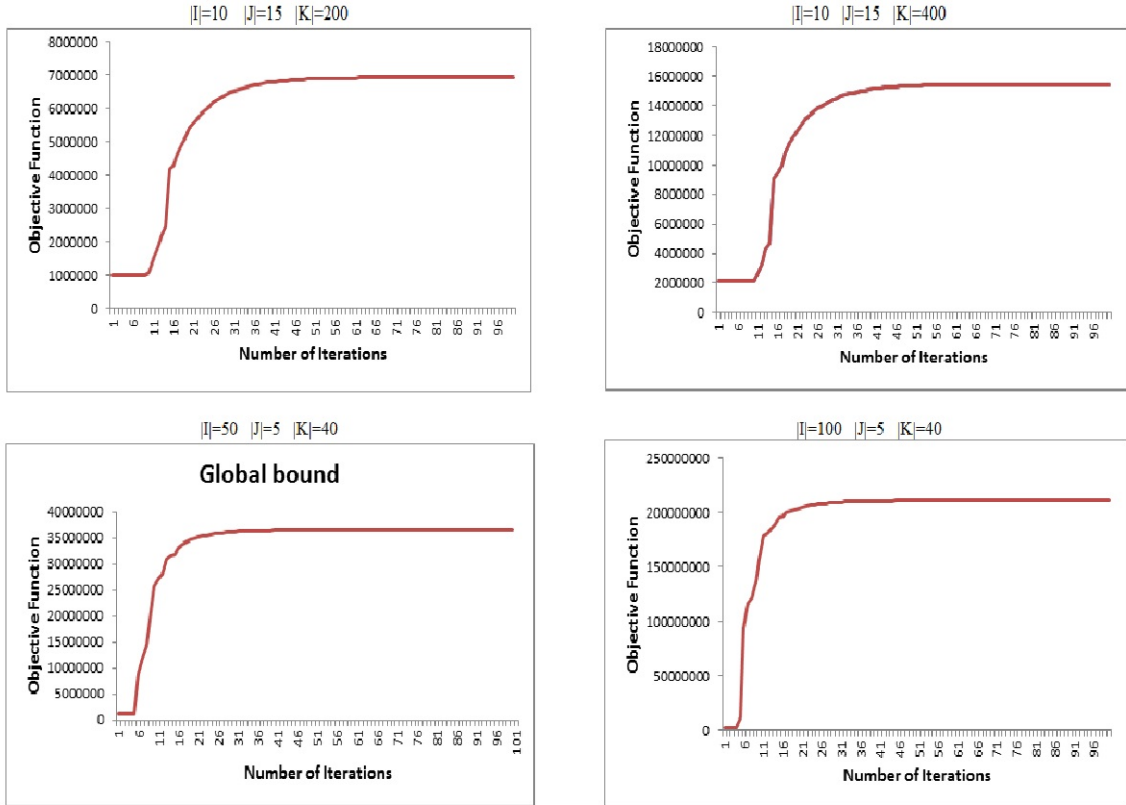 |I|=10 |J|=15 |K|=200
8000000
7000000
6000000
5000000
4000000
3000000
2000000
1000000
0
Objective Function
1 6 11 16 21 26 31 36 41 46 51 56 61 66 71 76 81 86 91 96
Number of Iterations
|I|=10 |J|=15 |K|=400
18000000
16000000
14000000
12000000
10000000
8000000
6000000
4000000
2000000
0
Objective Function
1 6 11 16 21 26 31 36 41 46 51 56 61 66 71 76 81 86 91 96
Number of Iterations
|I|=50 |J|=5 |K|=40
Global bound
40000000
35000000
30000000
25000000
20000000
15000000
10000000
5000000
0
Objective Function
1 6 11 16 21 26 31 36 41 46 51 56 61 66 71 76 81 86 91 96 101
Number of Iterations
|I|=100 |J|=5 |K|=40
250000000
200000000
150000000
100000000
50000000
0
Objective Function
1 6 11 16 21 26 31 36 41 46 51 56 61 66 71 76 81 86 91 96
Number of Iterations